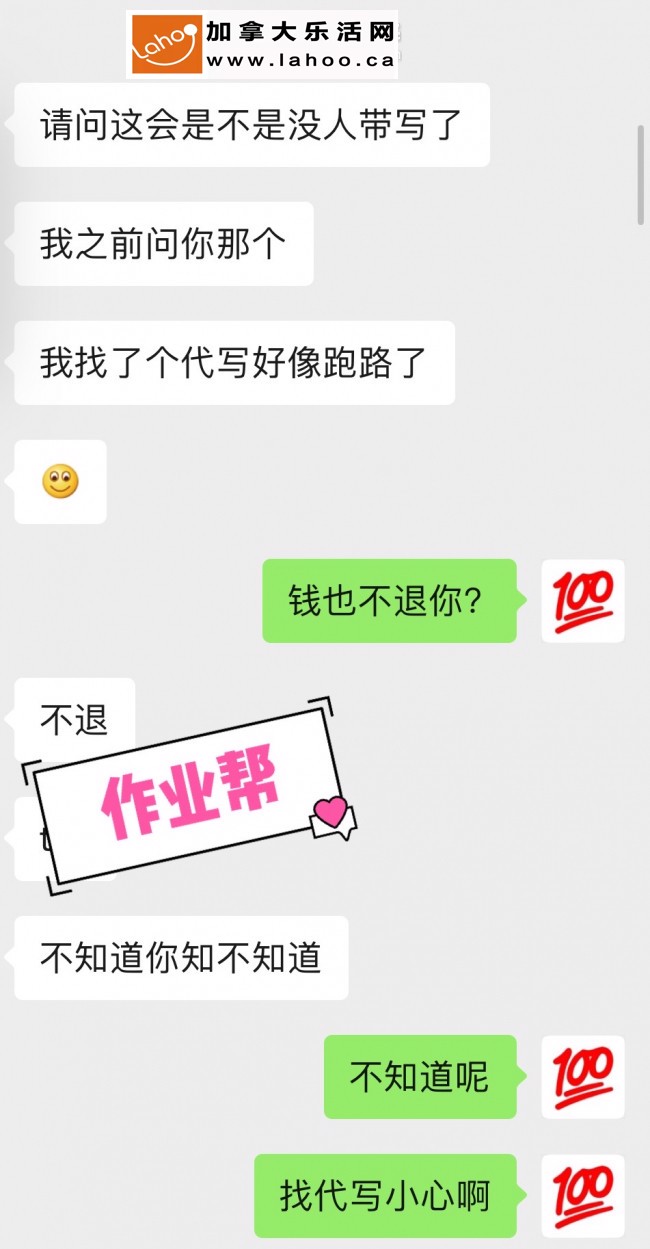 Lahoo
加拿大乐活网
www.lahoo.ca
请问这会是不是没人带写了
我之前问你那个
我找了个代写好像跑路了
钱也不退你？
不退
作业帮
不知道你知不知道
不知道呢
找代写小心啊
100
100
100